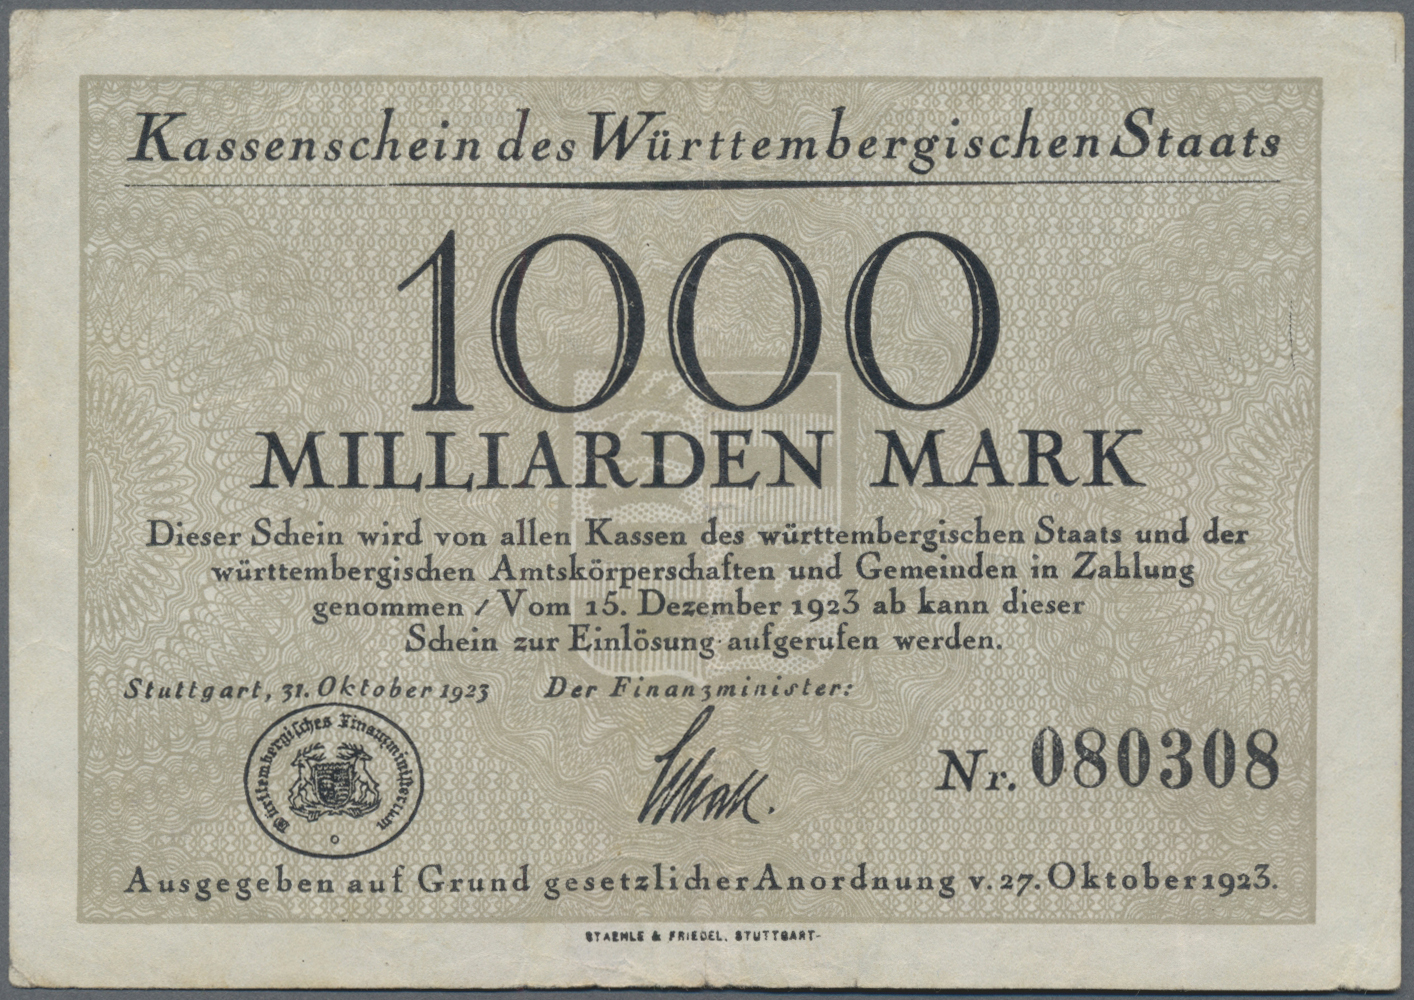 Kassenschein des Württembergischen Staats
1000
MILLIARDEN MARK
Dieser Schein wird von allen Kassen des württembergischen Staats und der
württembergischen Amtskörperschaften und Gemeinden in Zahlung
genommen / Vom 15. Dezember 1923 ab kann dieser
Schein zur Einlösung aufgerufen werden.
Stuttgart, 31. Oktober 1923 Der Finanzminister:
Württembergisches Finanzministerium
Nr. 080308
Ausgegeben auf Grund gesetzlicher Anordnung v. 27. Oktober 1923.
STAEHLE & FRIEDEL, STUTTGART-